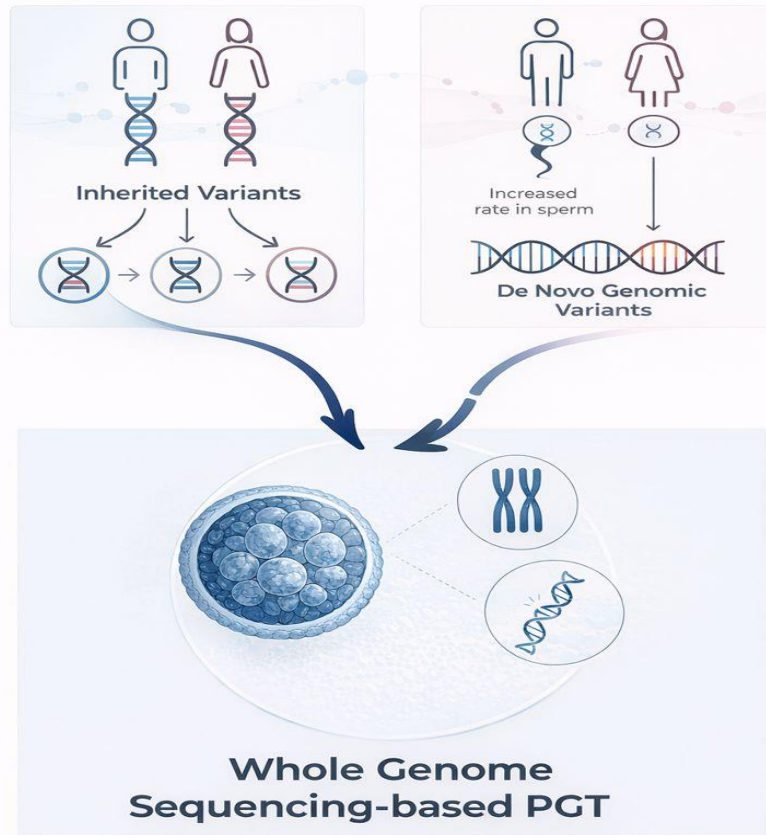 Inherited Variants
Increased
rate in sperm
De Novo Genomic
Variants
Whole Genome
Sequencing-based PGT